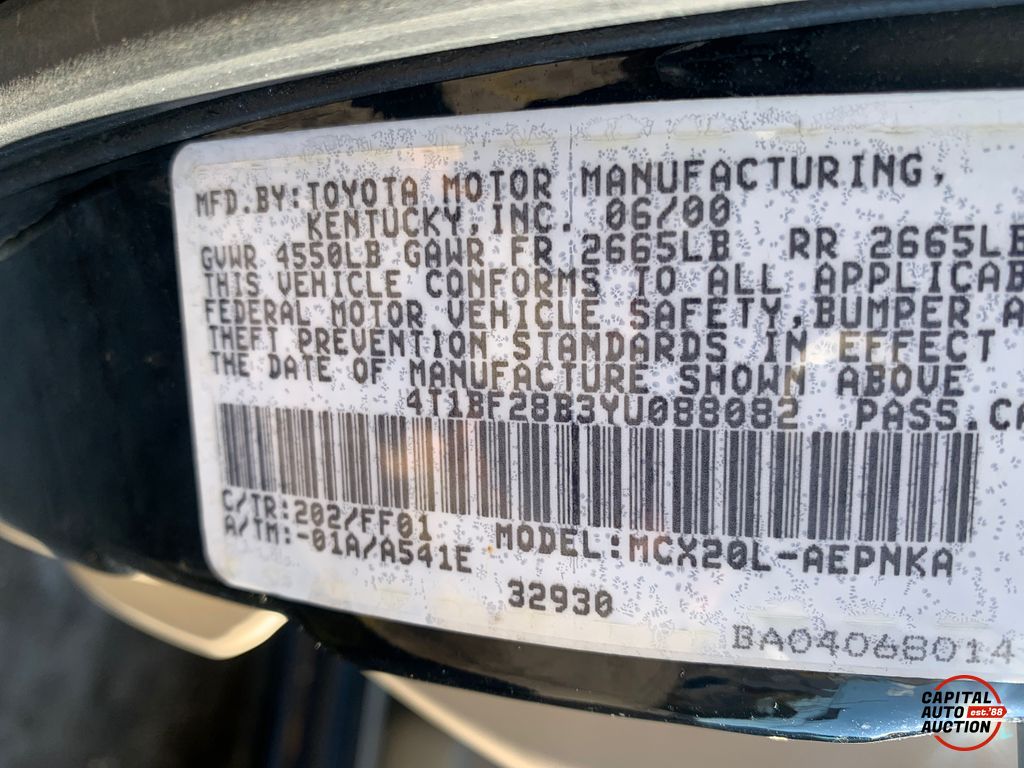 MFD.BY:TOYOTA MOTOR MANUFACTURING,
KENTUCKY,INC. 06/00
GVWR 4550LB GAWR FR 2665LB RR 2665LB
THIS VEHICLE CONFORMS TO ALL APPLICAB
FEDERAL MOTOR VEHICLE SAFETY,BUMPER A
THEFT PREVENTION STANDARDS IN EFFECT
THE DATE OF MANUFACTURE SHOWN ABOVE
4T1BF28B3YU088082 PASS.CA
C/TR:202/FF01
A/TM:-01A/A541E MODEL:MCX20L-AEPNKA
32930
BA04068014
CAPITAL
AUTO est.'88
AUCTION